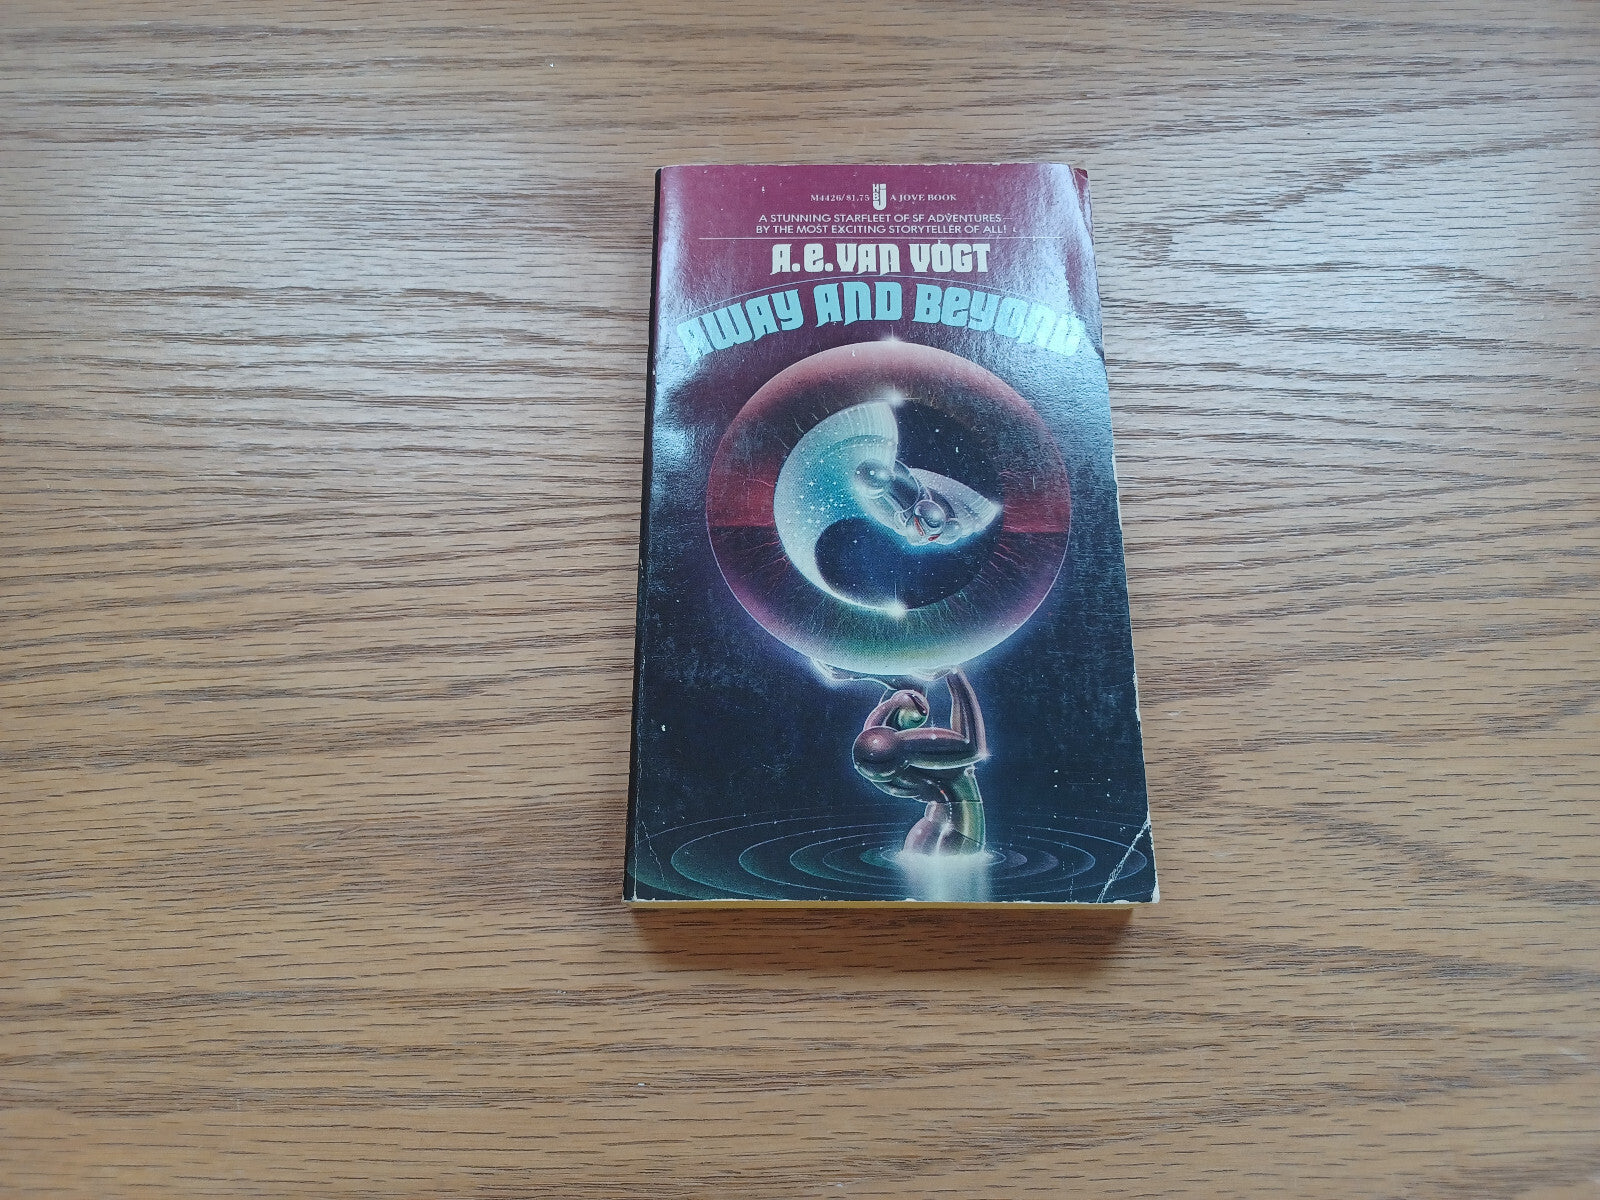 M4426/$1.75 HBJ A JOVE BOOK
A STUNNING STARFLEET OF SF ADVENTURES—
BY THE MOST EXCITING STORYTELLER OF ALL!
A.E. VAN VOGT
AWAY AND BEYOND